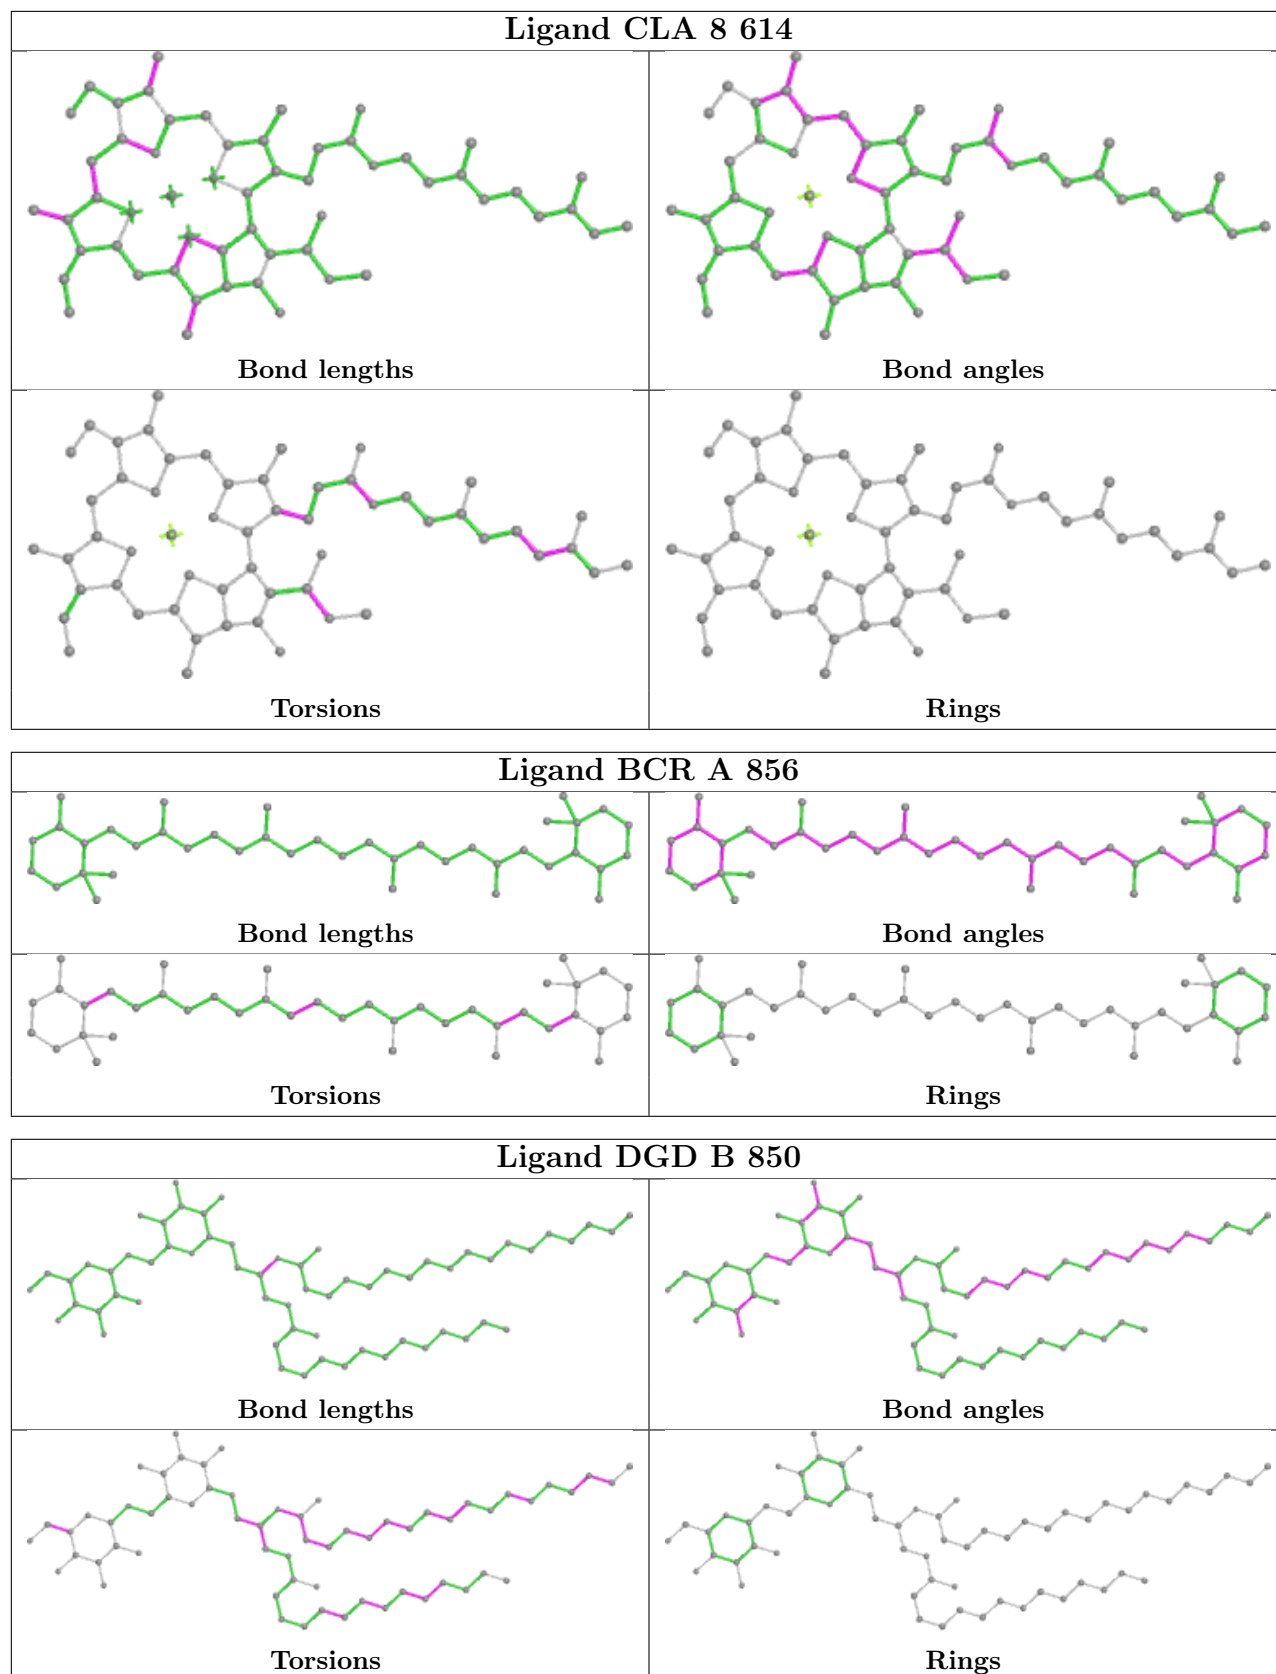 Ligand CLA 8 614
Bond lengths
Bond angles
Torsions
Rings
Ligand BCR A 856
Bond lengths
Bond angles
Torsions
Rings
Ligand DGD B 850
Bond lengths
Bond angles
Torsions
Rings